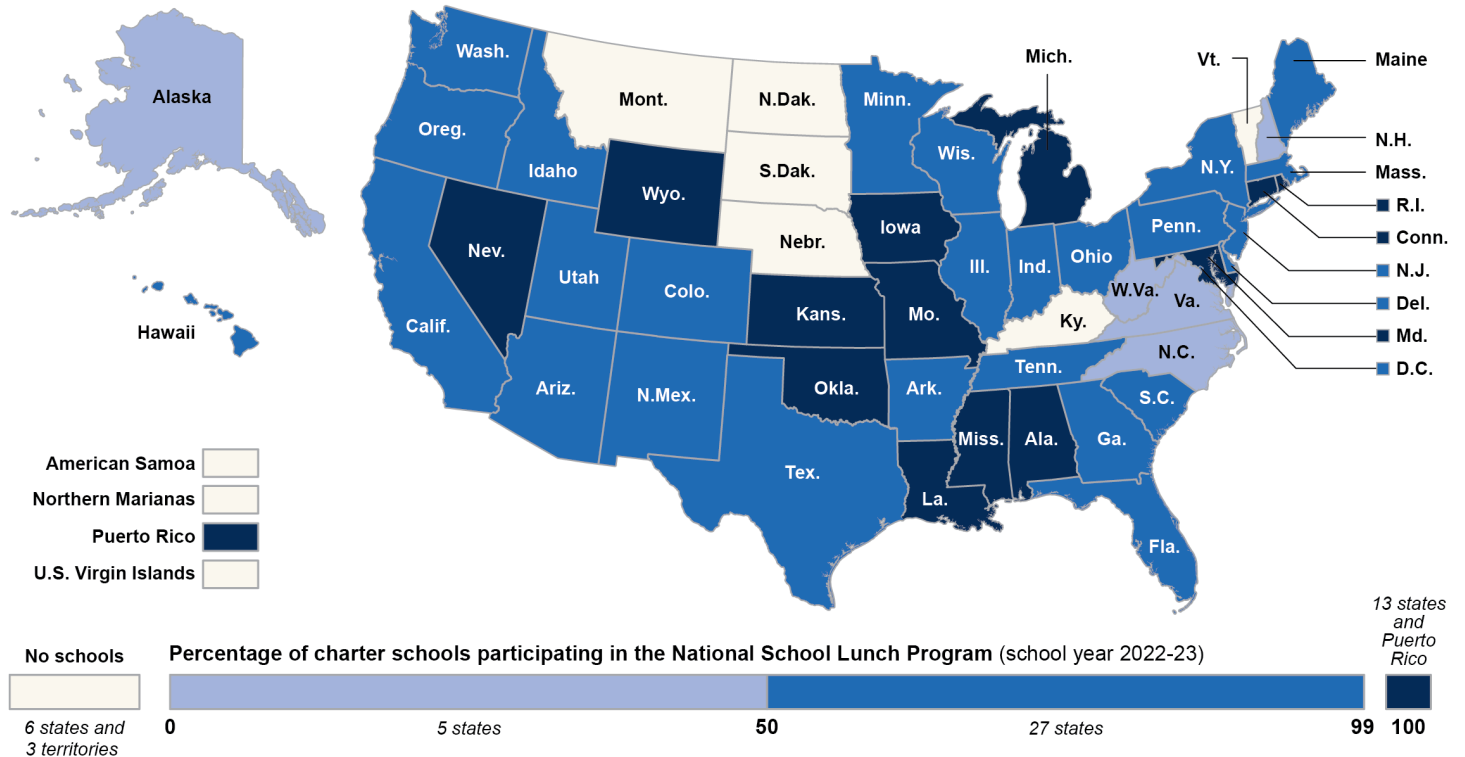 Alaska
Hawaii
Wash.
Oreg.
Calif.
Idaho
Nev.
Utah
Ariz.
Mont.
Wyo.
Colo.
N.Mex.
N.Dak.
S.Dak.
Nebr.
Kans.
Okla.
Tex.
Minn.
Iowa
Mo.
Ark.
La.
Wis.
Ill.
Mich.
Ind.
Ohio
Ky.
Tenn.
Miss.
Ala.
Ga.
Fla.
S.C.
N.C.
Va.
W.Va.
Penn.
N.Y.
Vt.
Maine
N.H.
Mass.
R.I.
Conn.
N.J.
Del.
Md.
D.C.
American Samoa
Northern Marianas
Puerto Rico
U.S. Virgin Islands
No schools
6 states and
3 territories
Percentage of charter schools participating in the National School Lunch Program (school year 2022-23)
0
5 states
50
27 states
99
13 states
and
Puerto
Rico
100